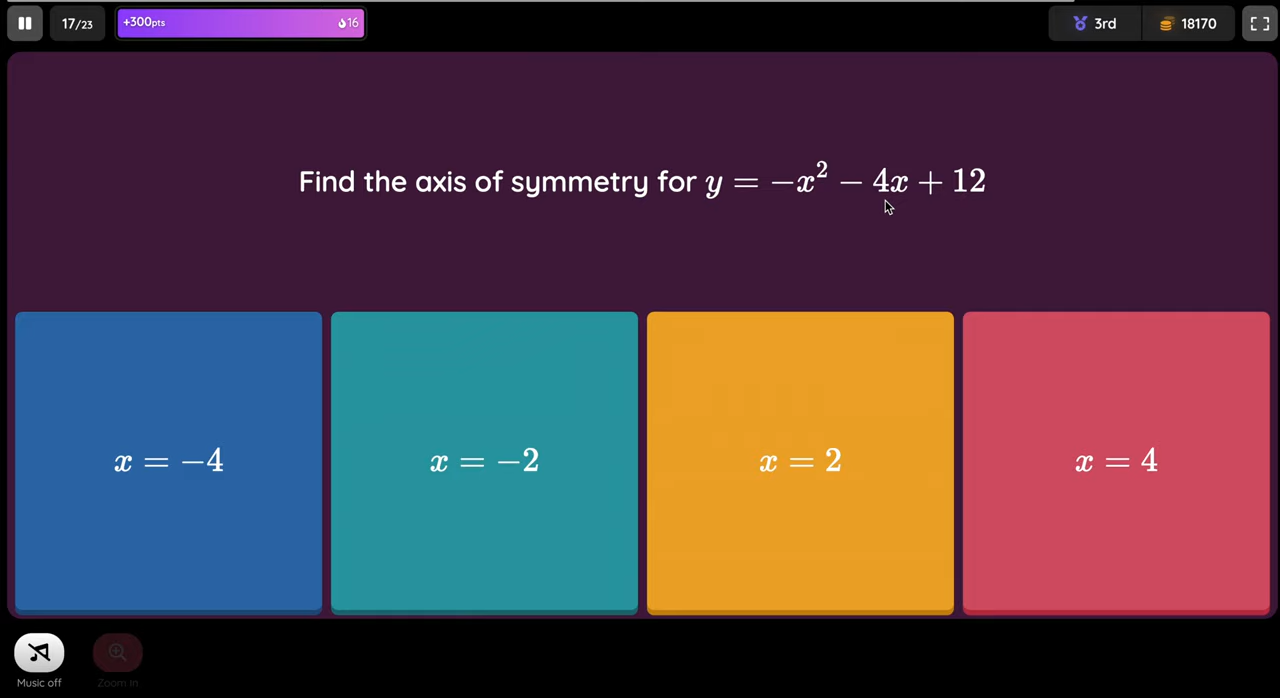 17/23
+300pts
16
3rd
18170
Find the axis of symmetry for y = −x² − 4x + 12
x = −4
x = −2
x = 2
x = 4
Music off
Zoom in